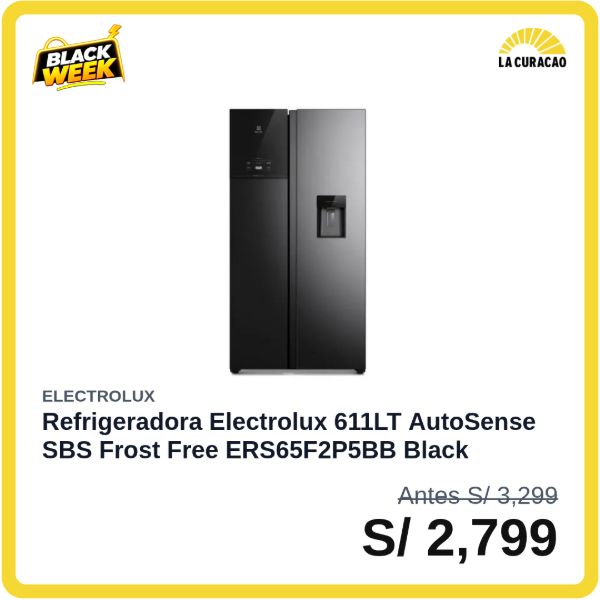 BLACK
WEEK
LA CURACAO
ELECTROLUX
Refrigeradora Electrolux 611LT AutoSense
SBS Frost Free ERS65F2P5BB Black
Antes S/ 3,299
S/ 2,799